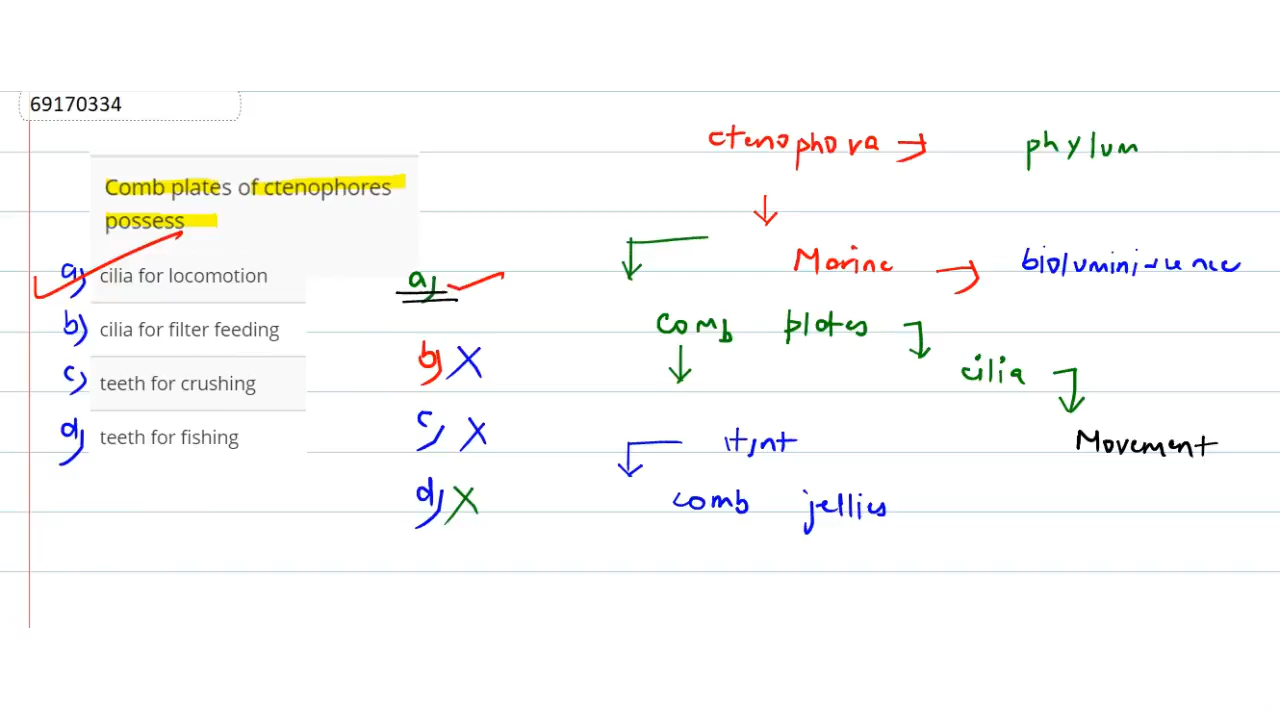 69170334
Comb plates of ctenophores
possess
a) cilia for locomotion
b) cilia for filter feeding
c) teeth for crushing
d) teeth for fishing
a)
b) X
c) X
d) X
ctenophora → phylum
Marine →
comb plates
cilia
Movement
comb jellies